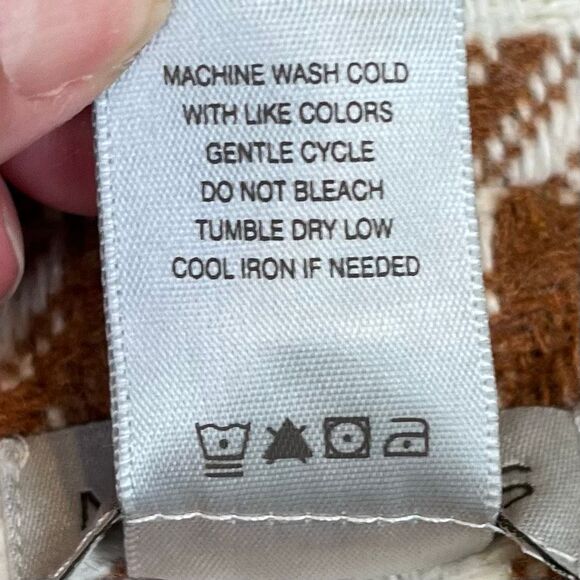 MACHINE WASH COLD
WITH LIKE COLORS
GENTLE CYCLE
DO NOT BLEACH
TUMBLE DRY LOW
COOL IRON IF NEEDED